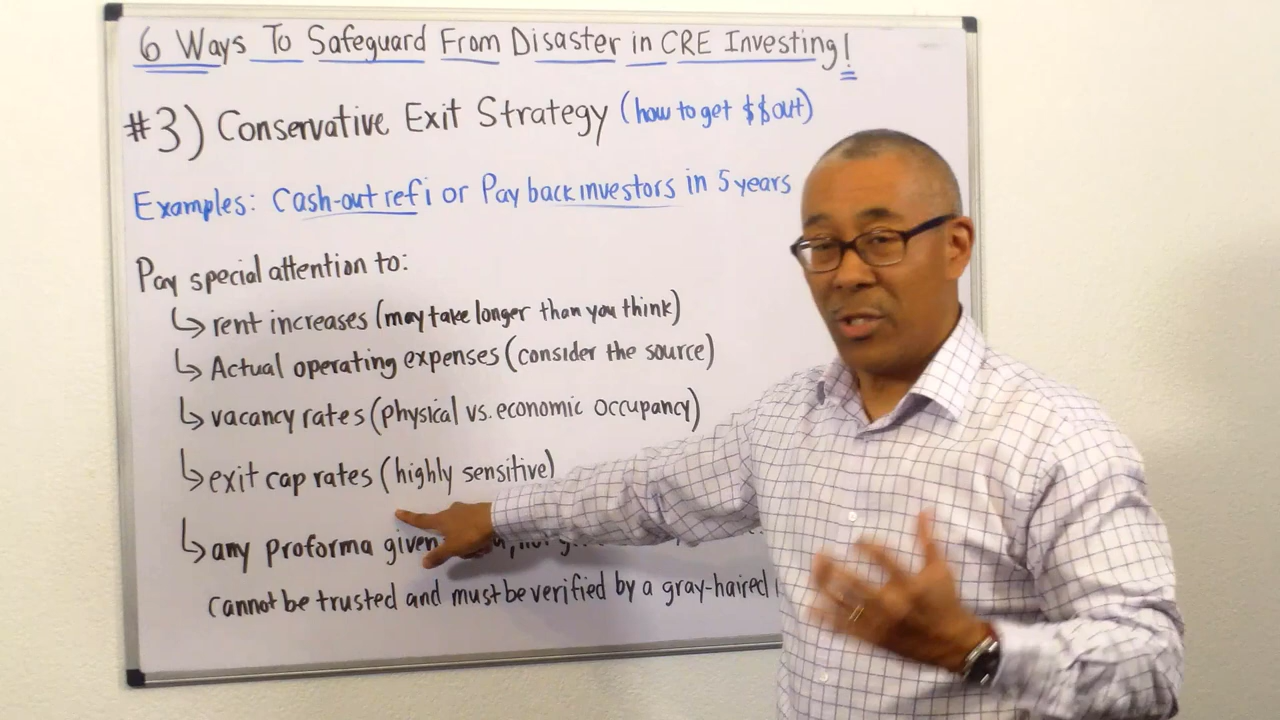 6 Ways To Safeguard From Disaster in CRE Investing!
#3) Conservative Exit Strategy (how to get $$out)
Examples: Cash-out refi or Pay back investors in 5 years
Pay special attention to:
↳ rent increases (may take longer than you think)
↳ Actual operating expenses (consider the source)
↳ vacancy rates (physical vs. economic occupancy)
↳ exit cap rates (highly sensitive)
↳ any proforma given
cannot be trusted and must be verified by a gray-haired